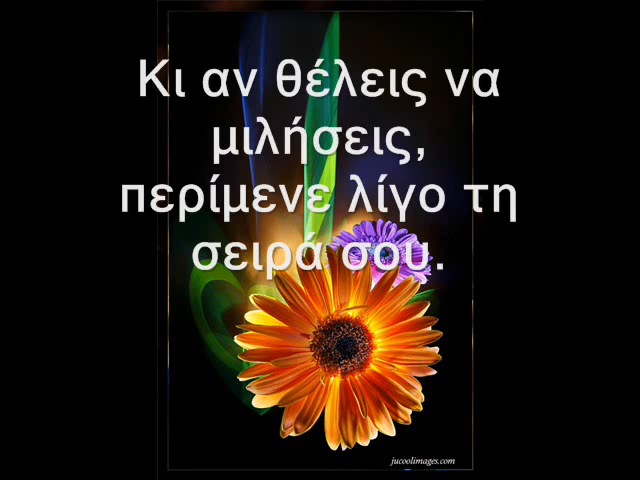 Κι αν θέλεις να
μιλήσεις,
περίμενε λίγο τη
σειρά σου.
jucoolimages.com